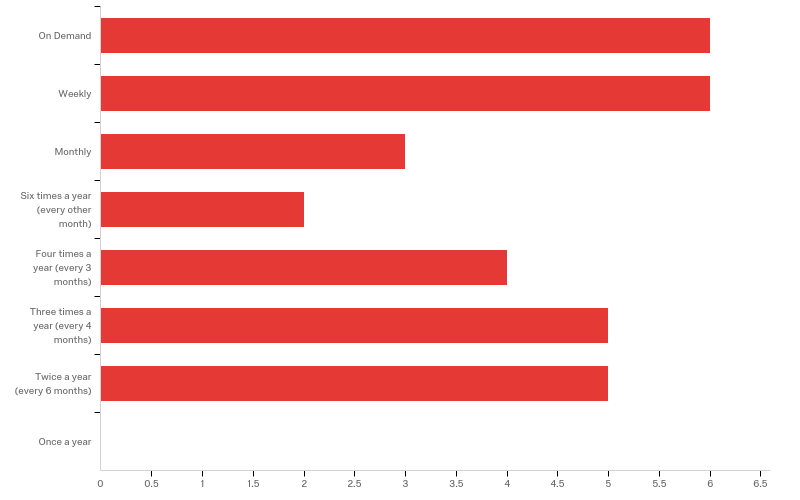 On Demand
Weekly
Monthly
Six times a year
(every other
month)
Four times a
year (every 3
months)
Three times a
year (every 4
months)
Twice a year
(every 6 months)
Once a year
0 0.5 1 1.5 2 2.5 3 3.5 4 4.5 5 5.5 6 6.5